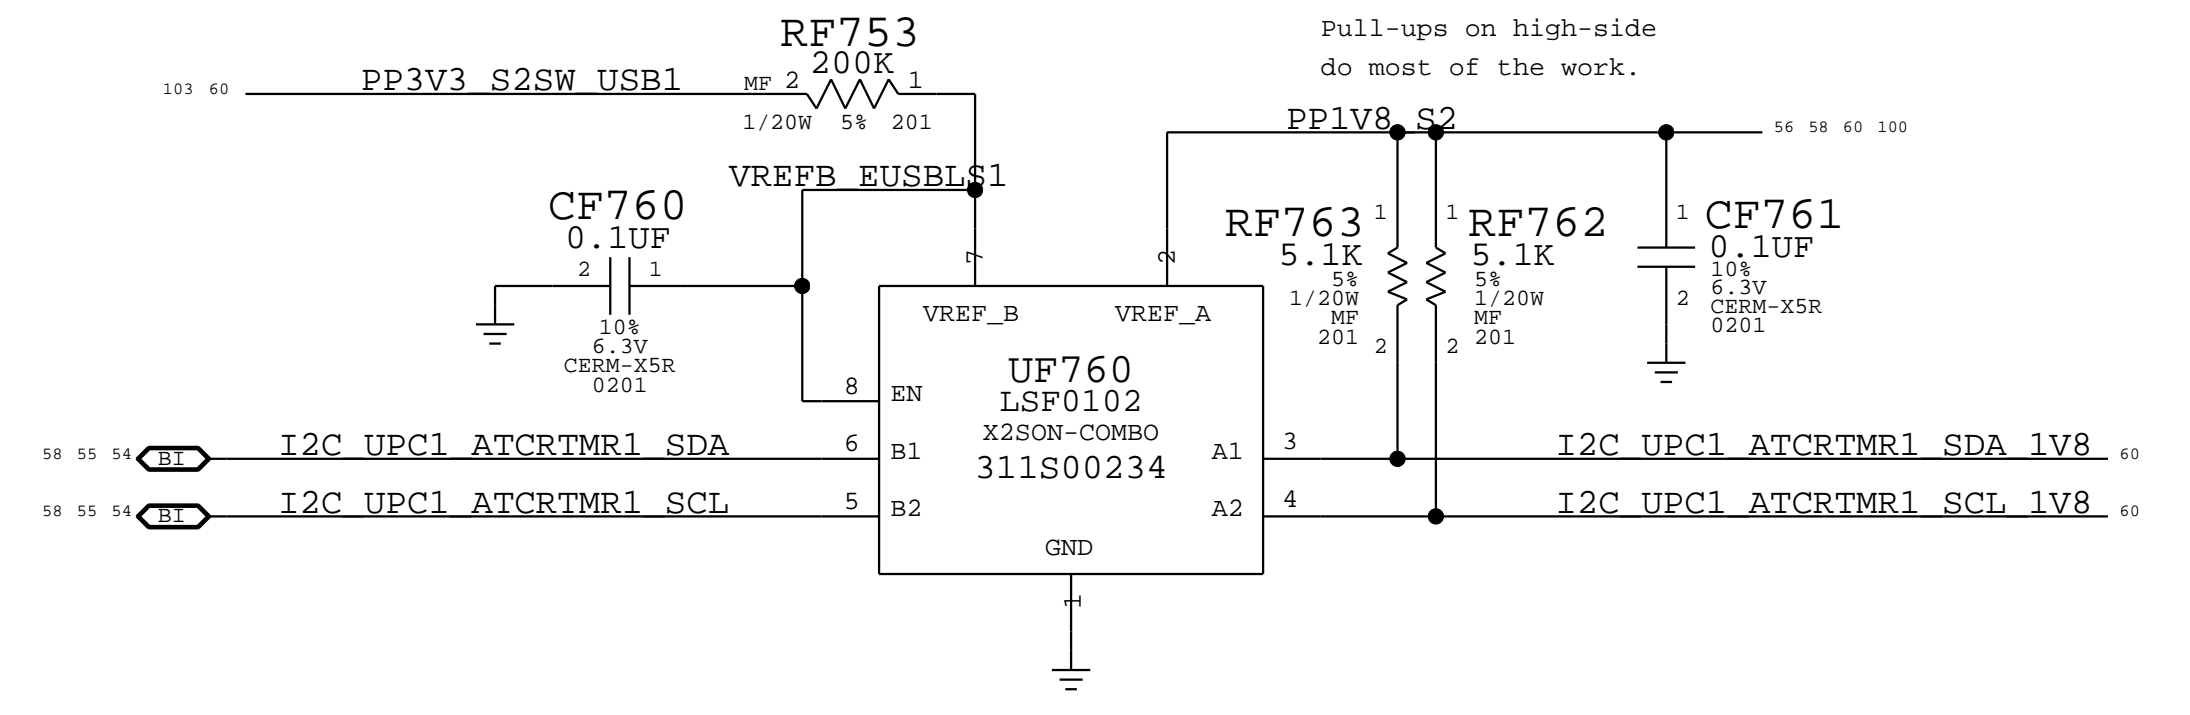 RF753
200K
Pull-ups on high-side
do most of the work.
103 60
PP3V3_S2SW_USB1
MF 2
1
1/20W 5% 201
PP1V8_S2
56 58 60 100
VREFB_EUSBLS1
CF760
0.1UF
2
1
10%
6.3V
CERM-X5R
0201
7
2
RF763
5.1K
5%
1/20W
MF
201
1
2
1
2
RF762
5.1K
5%
1/20W
MF
201
1
2
CF761
0.1UF
10%
6.3V
CERM-X5R
0201
VREF_B
VREF_A
UF760
LSF0102
X2SON-COMBO
311S00234
8
EN
58 55 54
BI
I2C_UPC1_ATCRTMR1_SDA
6
B1
A1
3
I2C_UPC1_ATCRTMR1_SDA_1V8
60
58 55 54
BI
I2C_UPC1_ATCRTMR1_SCL
5
B2
A2
4
I2C_UPC1_ATCRTMR1_SCL_1V8
60
GND
1